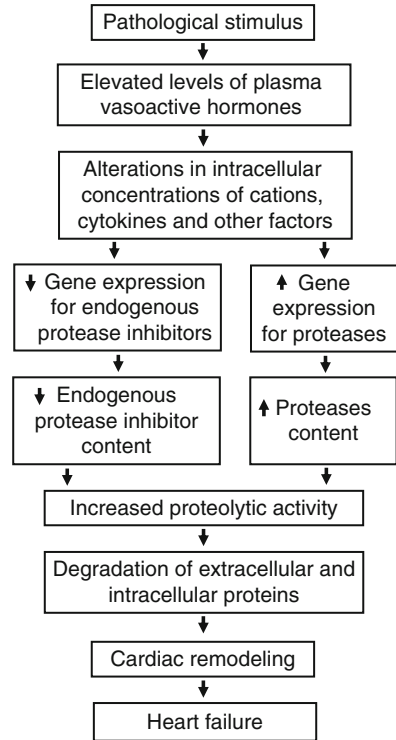 Pathological stimulus
Elevated levels of plasma
vasoactive hormones
Alterations in intracellular
concentrations of cations,
cytokines and other factors
Gene expression
for endogenous
protease inhibitors
Gene
expression
for proteases
Endogenous
protease inhibitor
content
Proteases
content
Increased proteolytic activity
Degradation of extracellular and
intracellular proteins
Cardiac remodeling
Heart failure